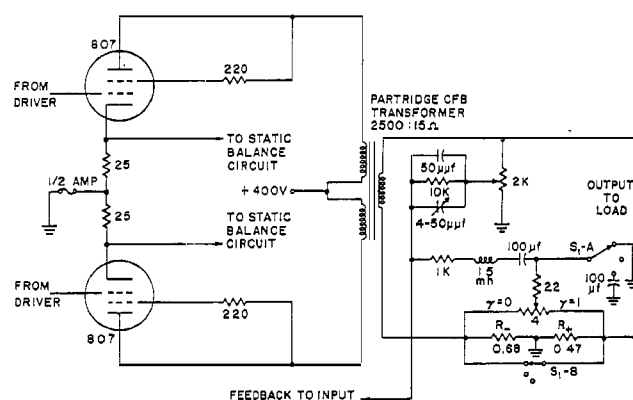 807
220
FROM
DRIVER
TO STATIC
BALANCE
CIRCUIT
25
1/2 AMP
25
+400V
TO STATIC
BALANCE
CIRCUIT
FROM
DRIVER
220
807
PARTRIDGE CFB
TRANSFORMER
2500:15Ω
50μμf
10K
4-50μμf
2K
OUTPUT
TO
LOAD
100μf
S1-A
1K
1.5
mh
22
100
μf
γ=0
γ=1
4
R-
0.68
R+
0.47
S1-B
FEEDBACK TO INPUT